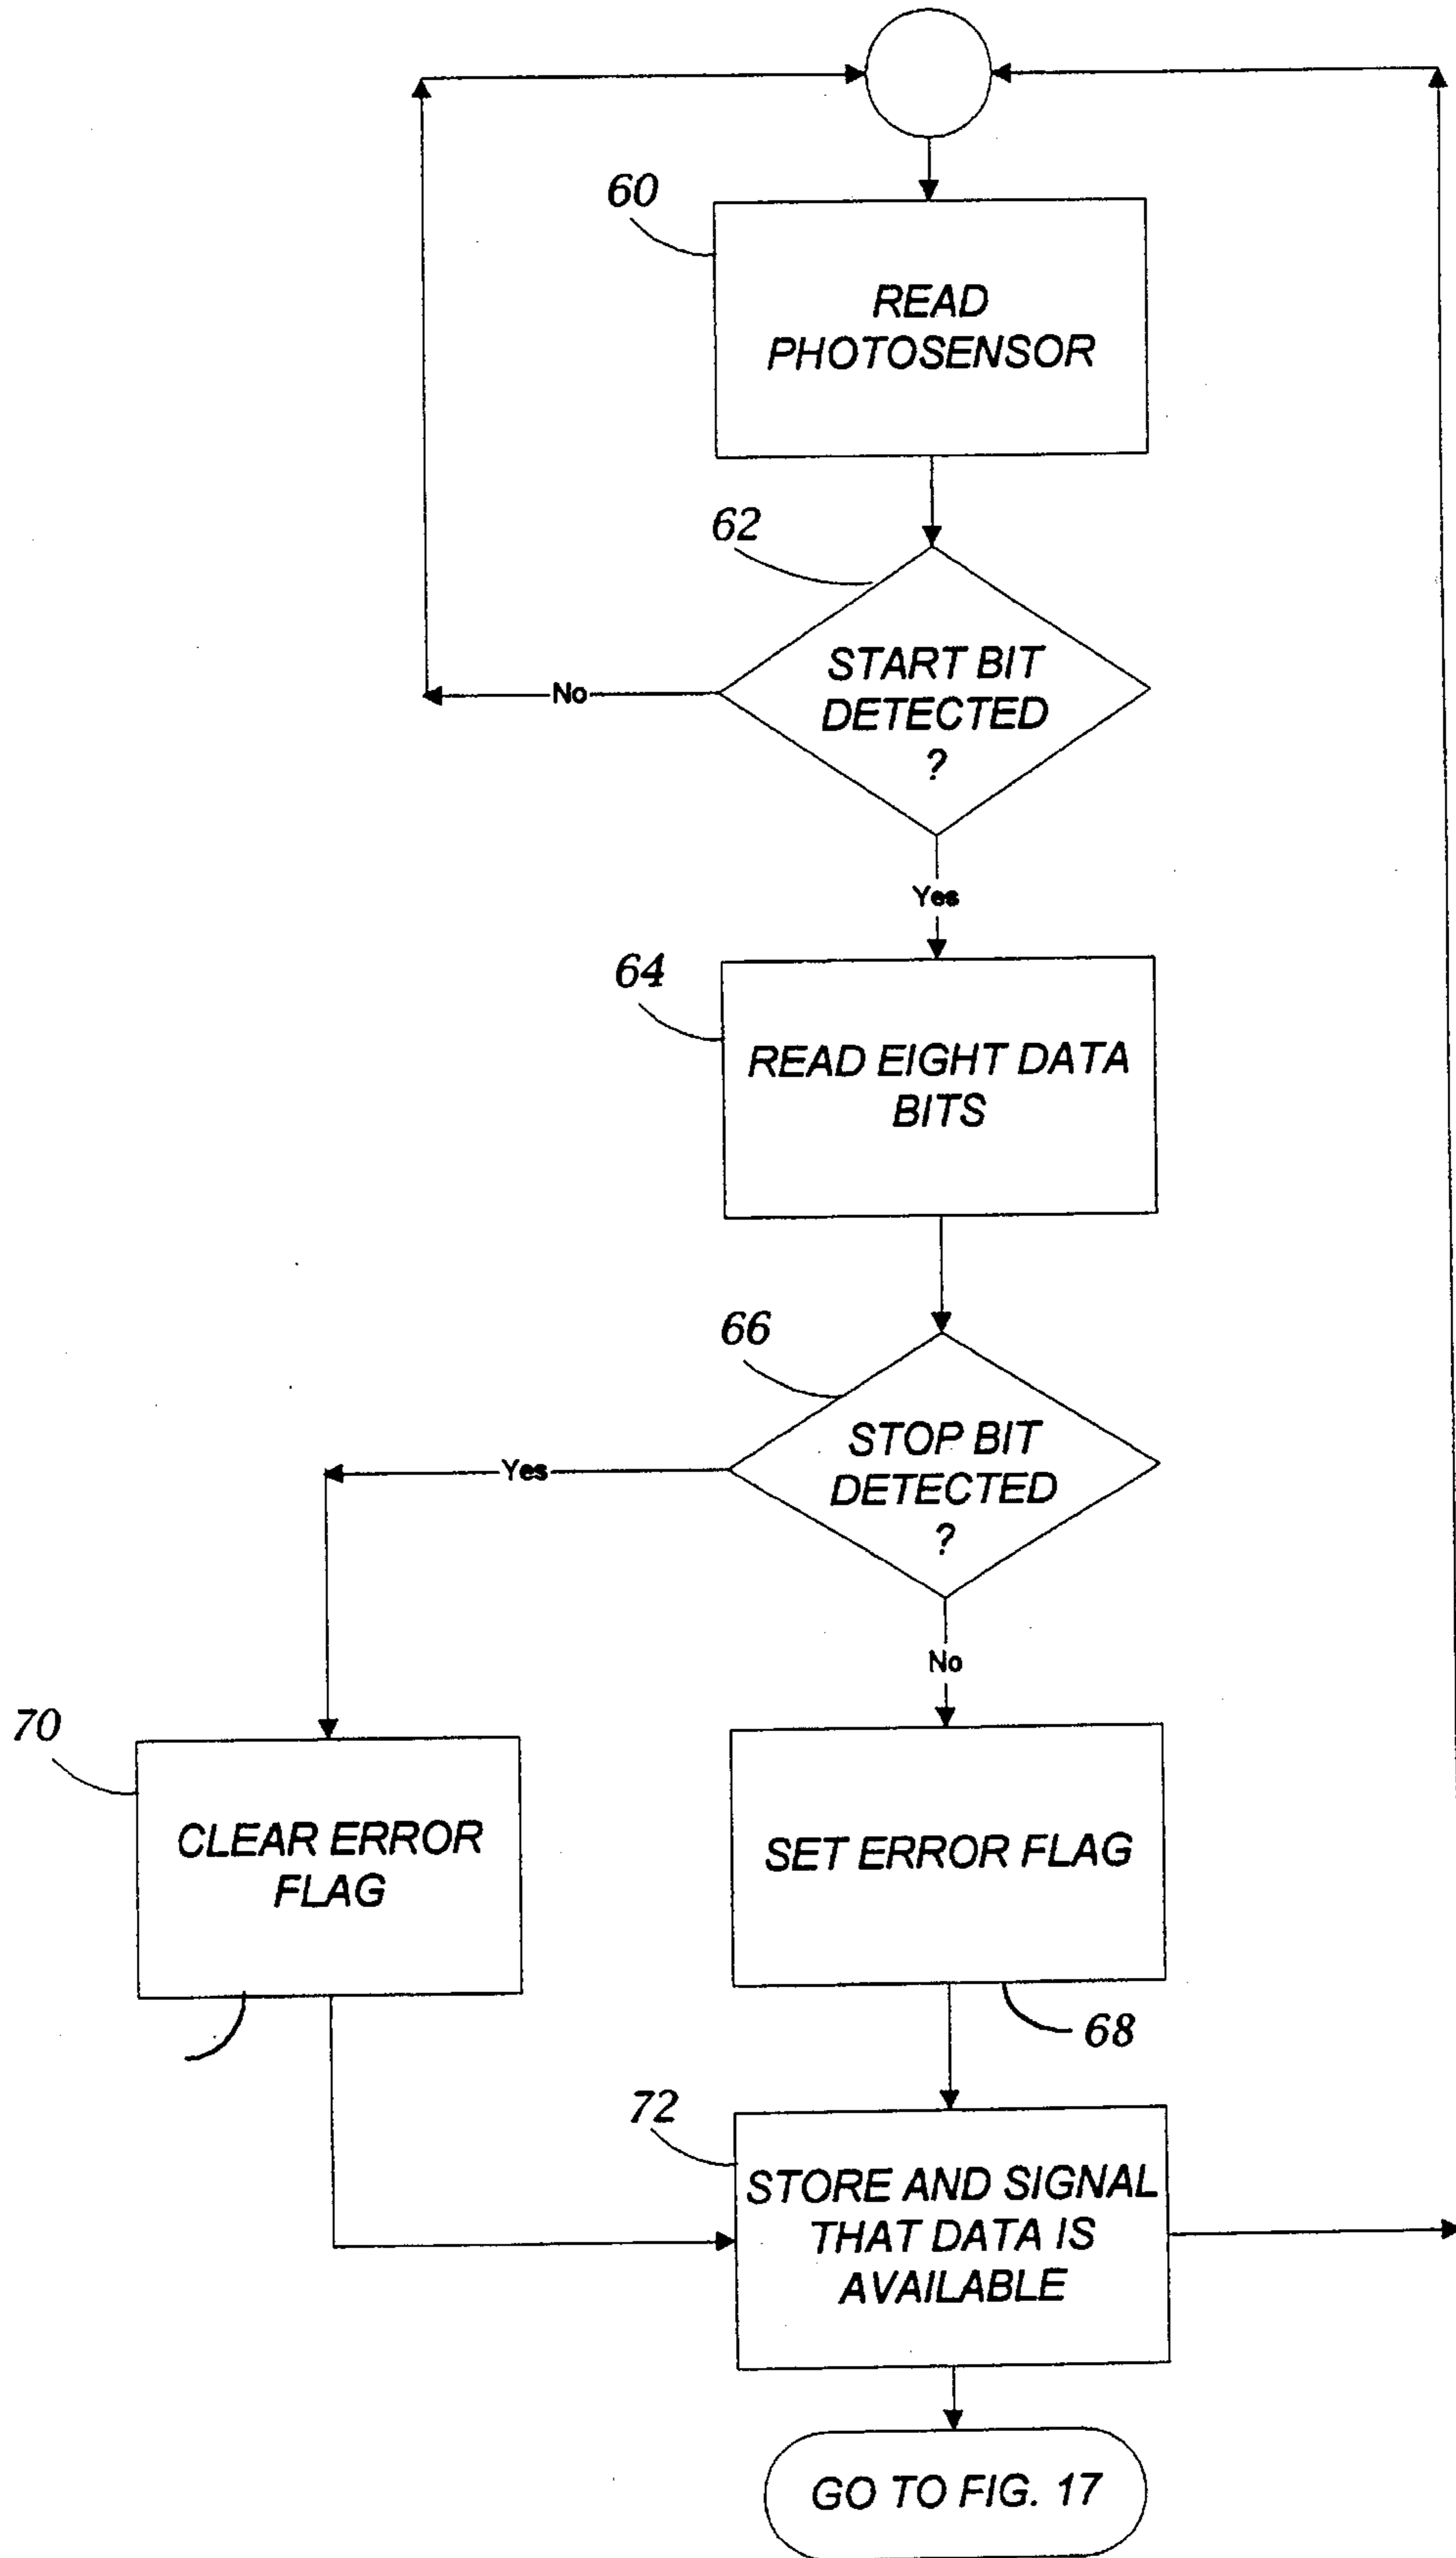 60
READ
PHOTOSENSOR
62
START BIT
DETECTED
?
No
Yes
64
READ EIGHT DATA
BITS
66
STOP BIT
DETECTED
?
Yes
No
70
CLEAR ERROR
FLAG
SET ERROR FLAG
68
72
STORE AND SIGNAL
THAT DATA IS
AVAILABLE
GO TO FIG. 17